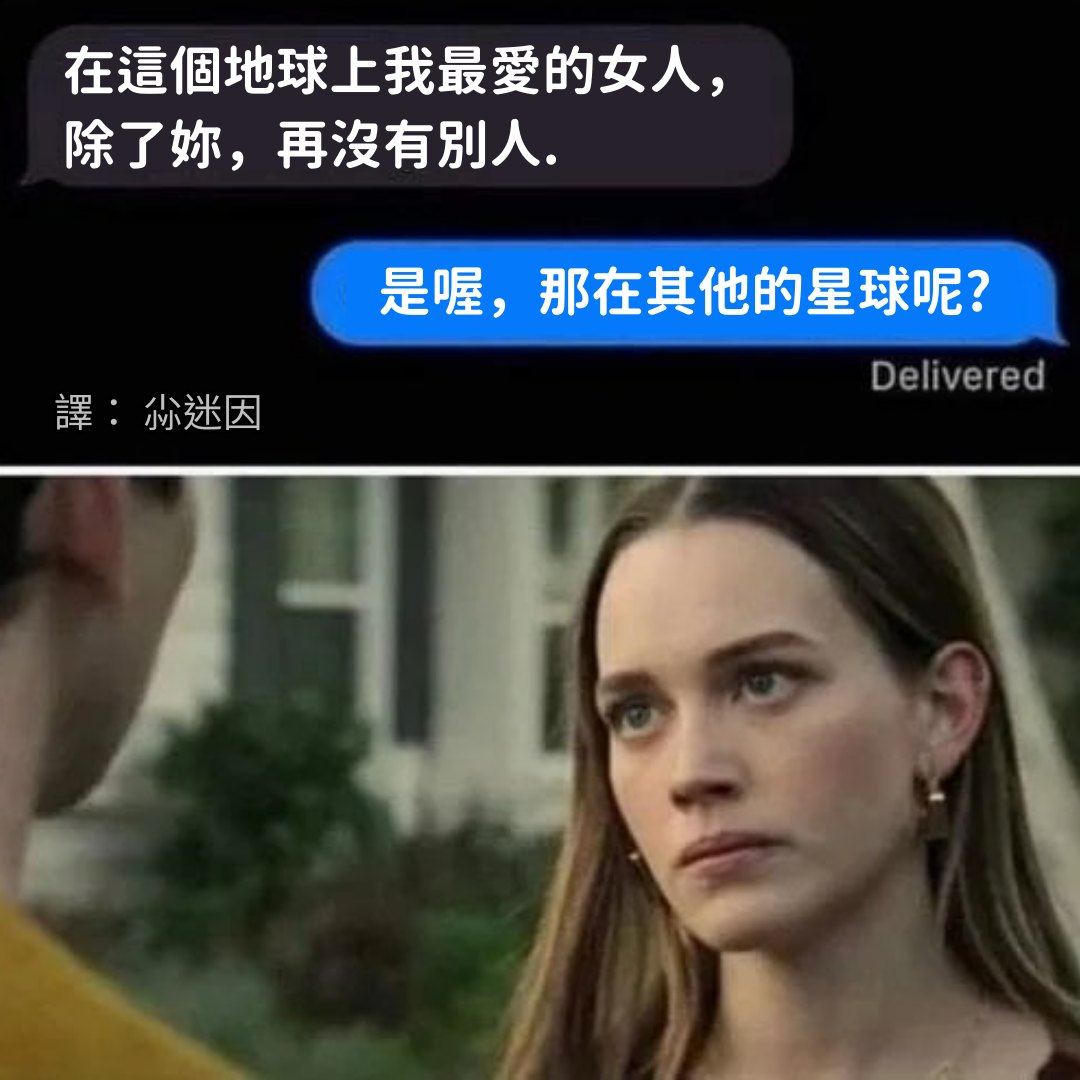 在這個地球上我最愛的女人，
除了妳，再沒有別人.
是喔，那在其他的星球呢?
Delivered
譯： 尛迷因